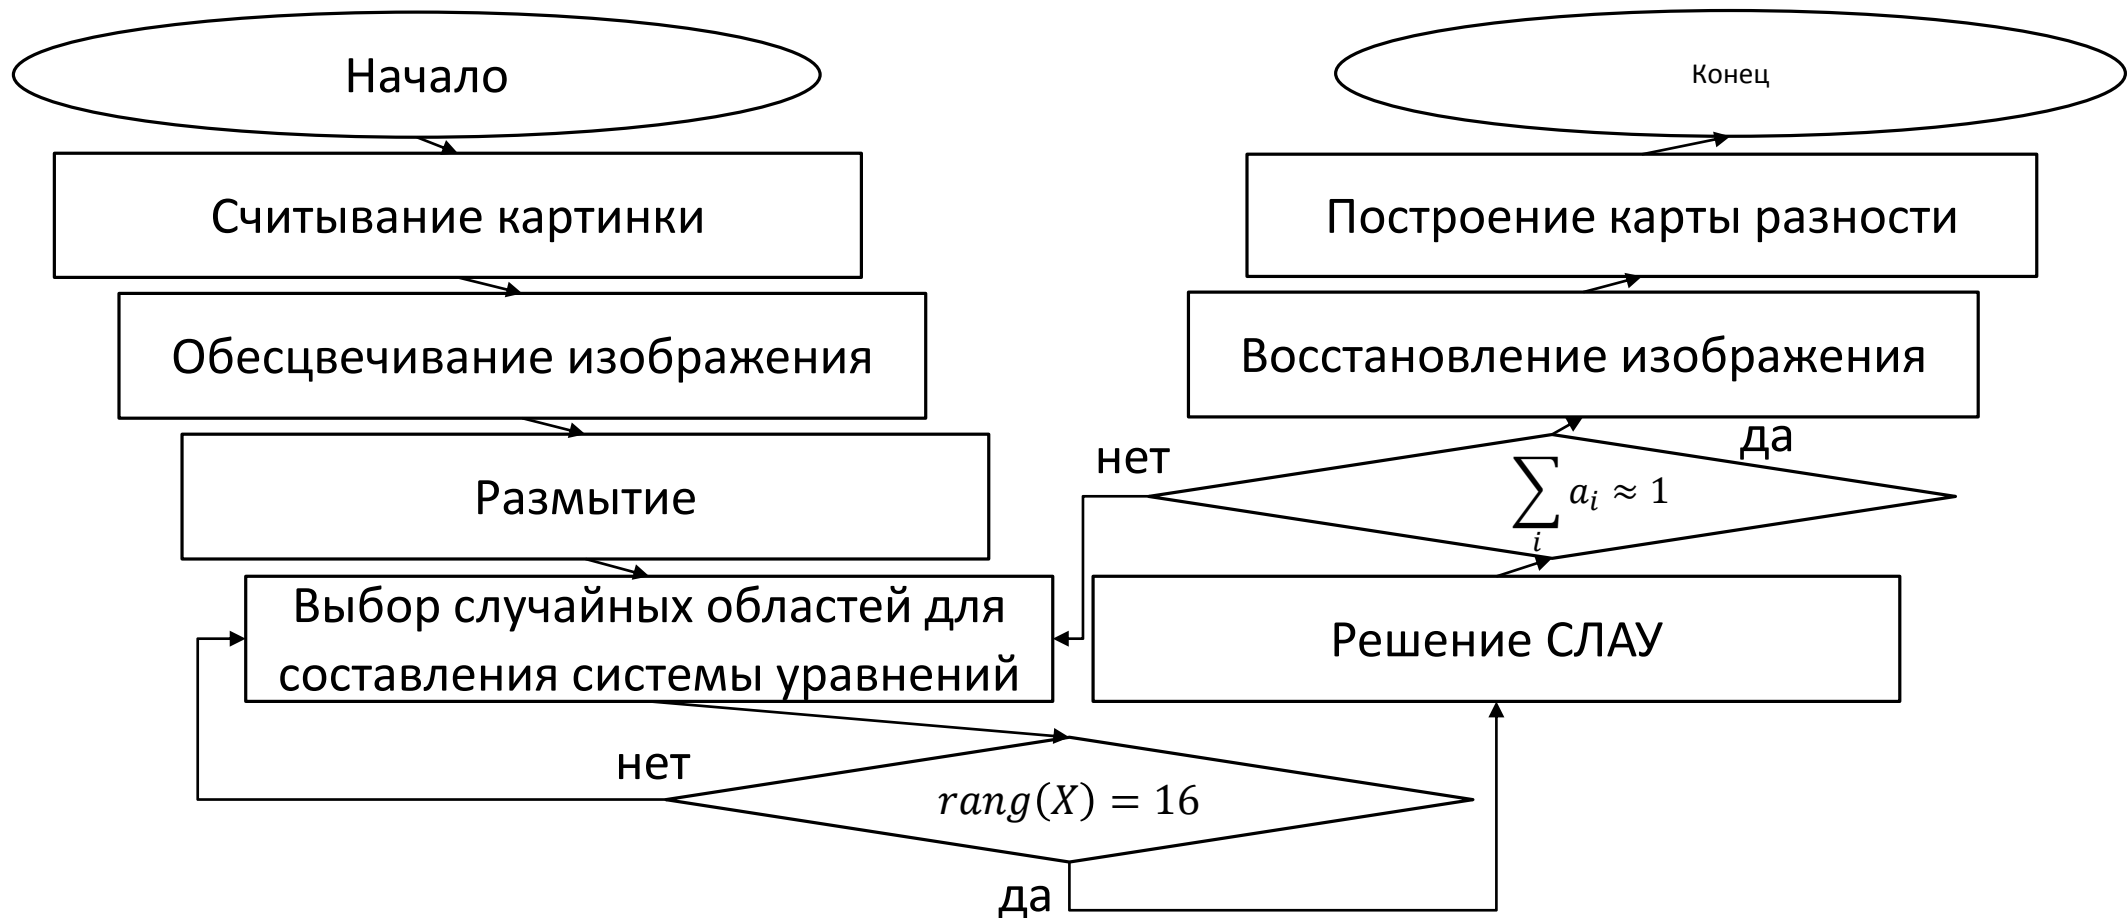 Начало
Считывание картинки
Обесцвечивание изображения
Размытие
Выбор случайных областей для
составления системы уравнений
нет
rang(X) = 16
да
Решение СЛАУ
нет
да
∑ aᵢ ≈ 1
i
Восстановление изображения
Построение карты разности
Конец